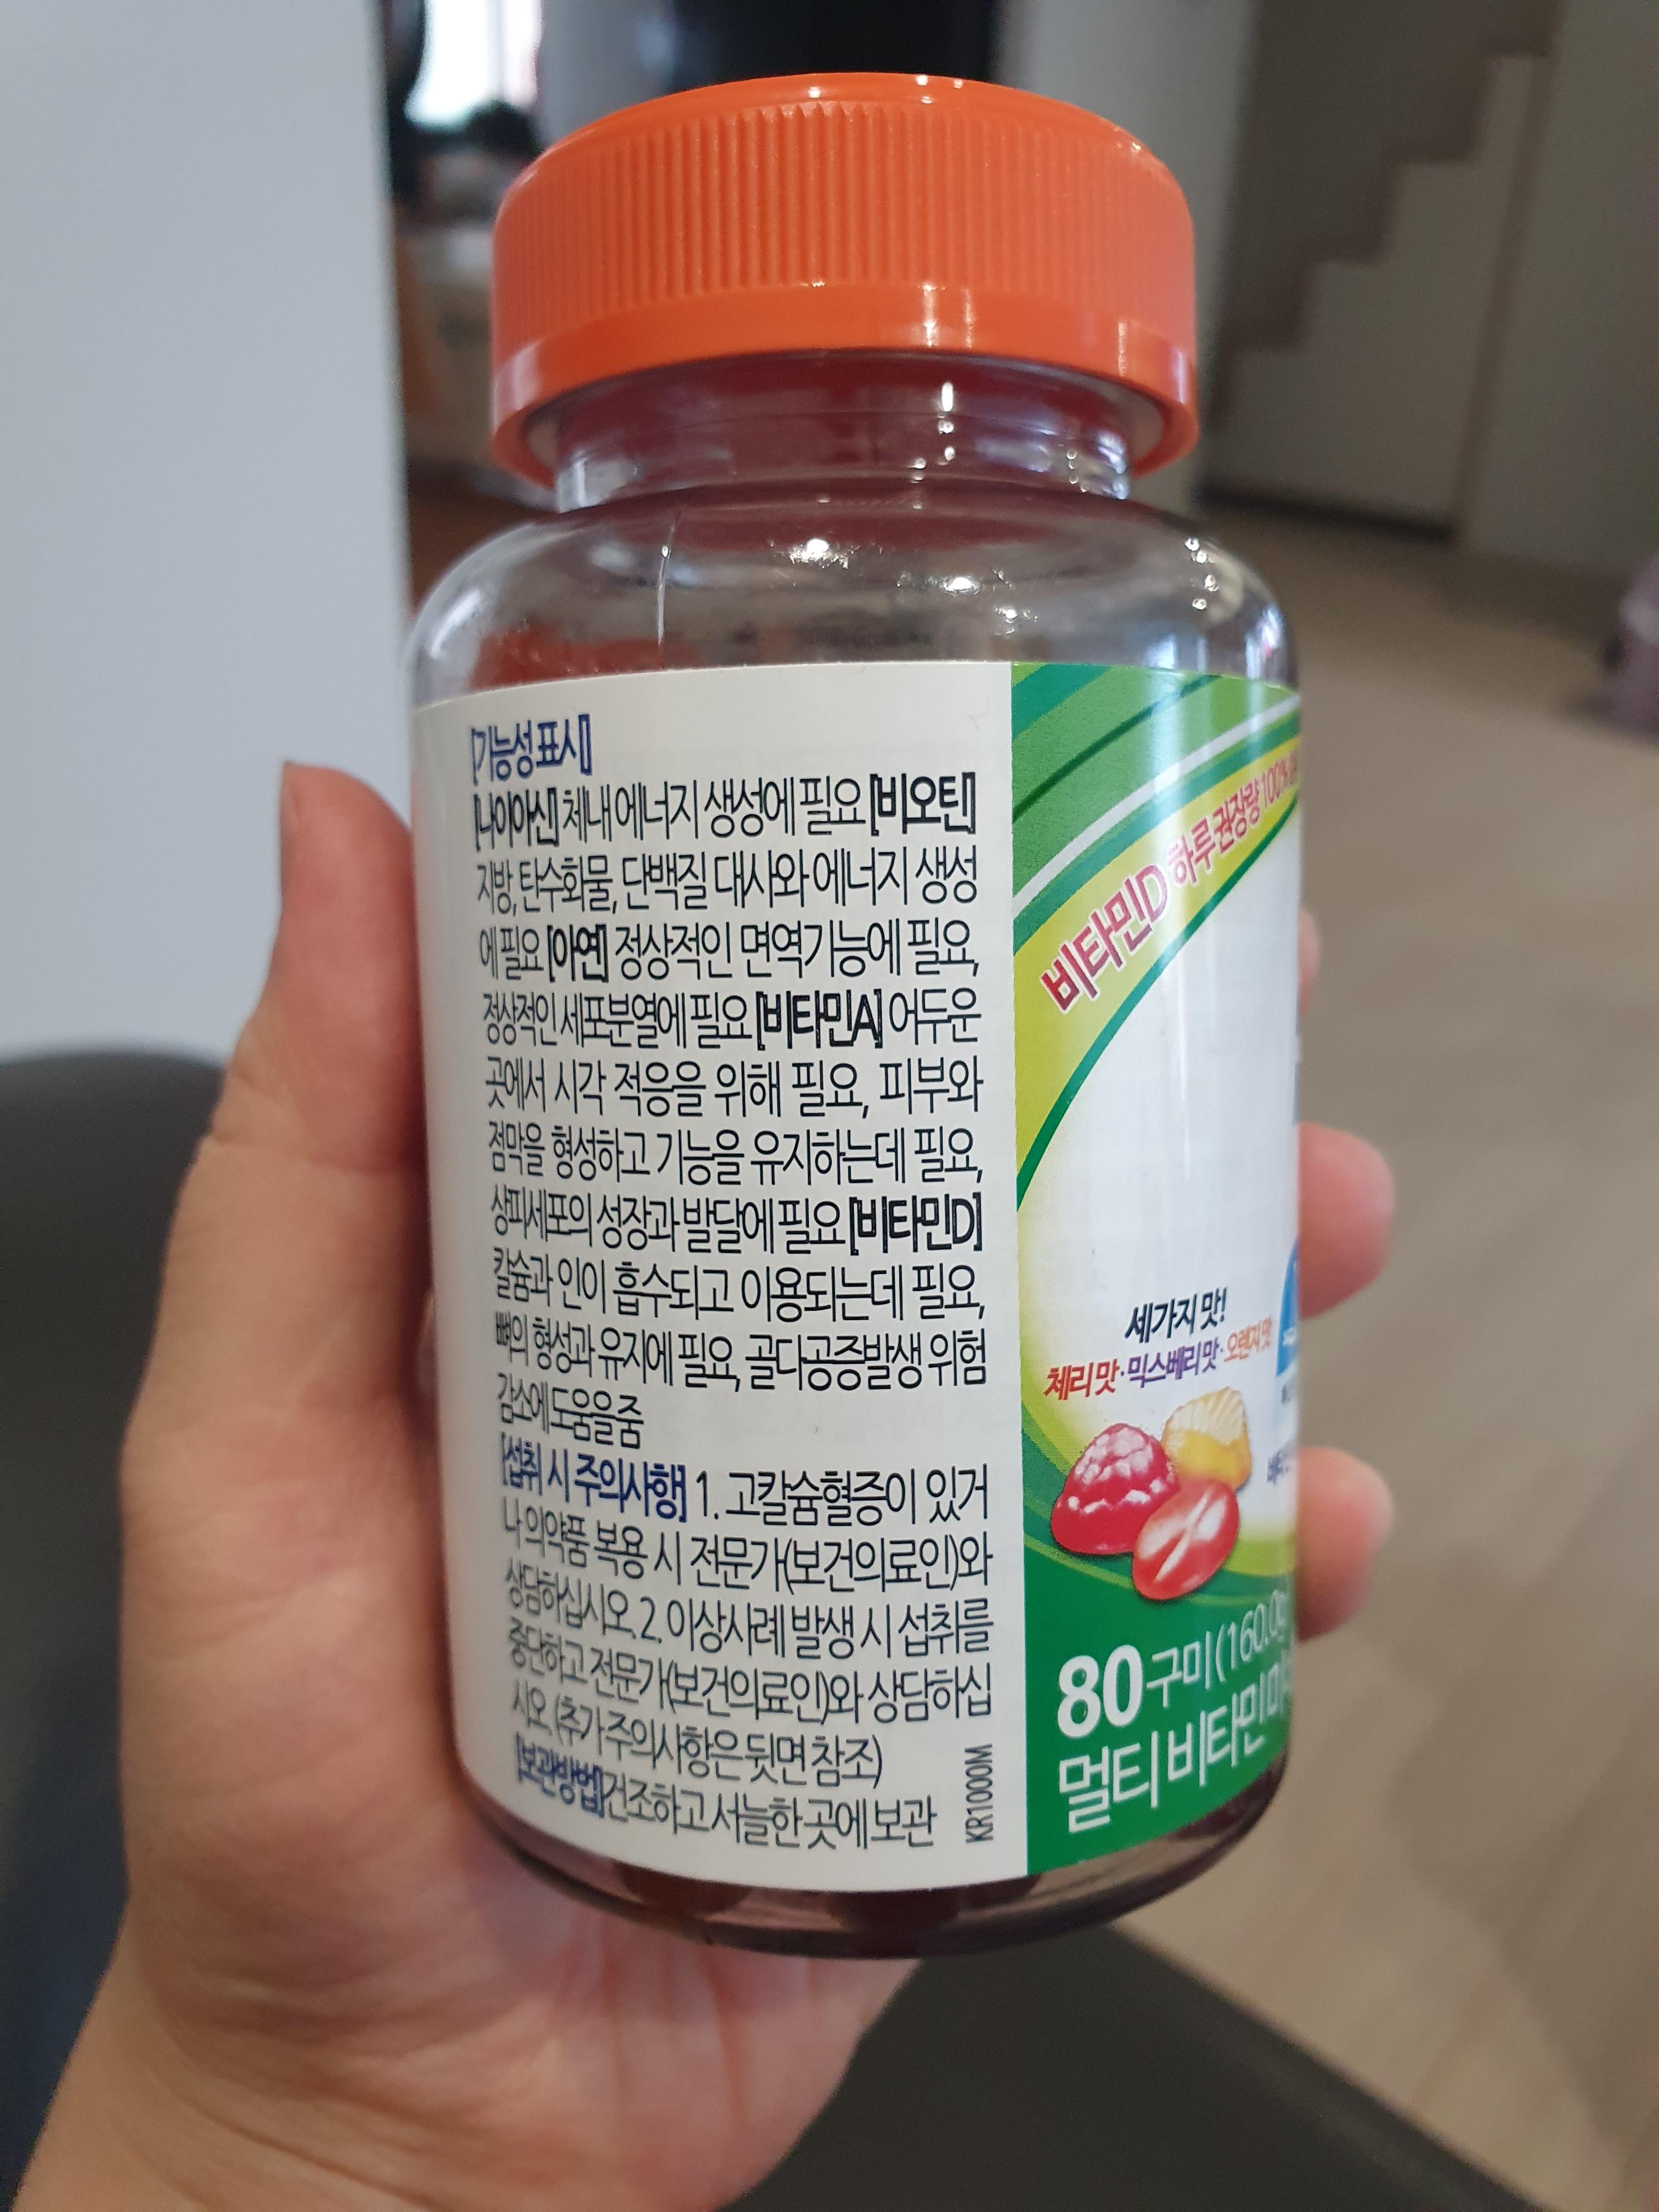 [기능성 표시]
[나이아신] 체내 에너지 생성에 필요 [비오틴]
지방, 탄수화물, 단백질 대사와 에너지 생성
에 필요 [아연] 정상적인 면역기능에 필요,
정상적인 세포분열에 필요 [비타민A] 어두운
곳에서 시각 적응을 위해 필요, 피부와
점막을 형성하고 기능을 유지하는데 필요,
상피세포의 성장과 발달에 필요 [비타민D]
칼슘과 인이 흡수되고 이용되는데 필요,
뼈의 형성과 유지에 필요, 골다공증발생 위험
감소에 도움을 줌
[섭취 시 주의사항] 1. 고칼슘혈증이 있거
나 의약품 복용 시 전문가(보건의료인)와
상담하십시오. 2. 이상사례 발생 시 섭취를
중단하고 전문가(보건의료인)와 상담하십
시오. (추가 주의사항은 뒷면 참조)
[보관방법] 건조하고 서늘한 곳에 보관
KR1000M
비타민D 하루 권장량 100%
세가지 맛!
체리 맛·믹스베리 맛·오렌지 맛
80구미(160.0g
멀티 비타민